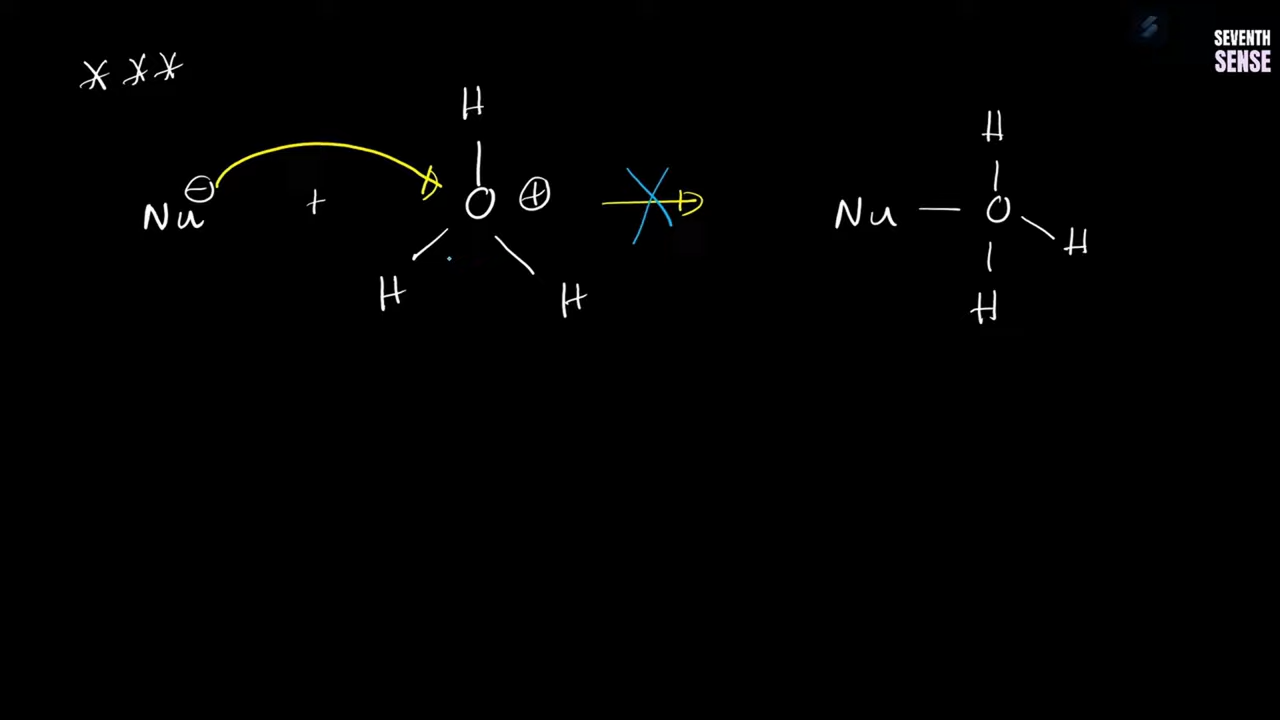 SEVENTH
SENSE
***
H
Nu⊖ + O ⊕
H H
H
Nu — O
H
H